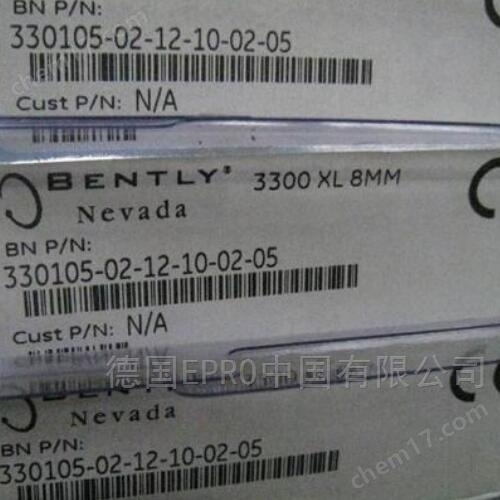 BN P/N:
330105-02-12-10-02-05
Cust P/N: N/A
BENTLY 3300 XL 8MM
Nevada
BN P/N:
330105-02-12-10-02-05
Cust P/N: N/A
德国EPRO中国有限公司
BENTLY
Nevada
BN P/N:
330105-02-12-10-02-05
chem17.com